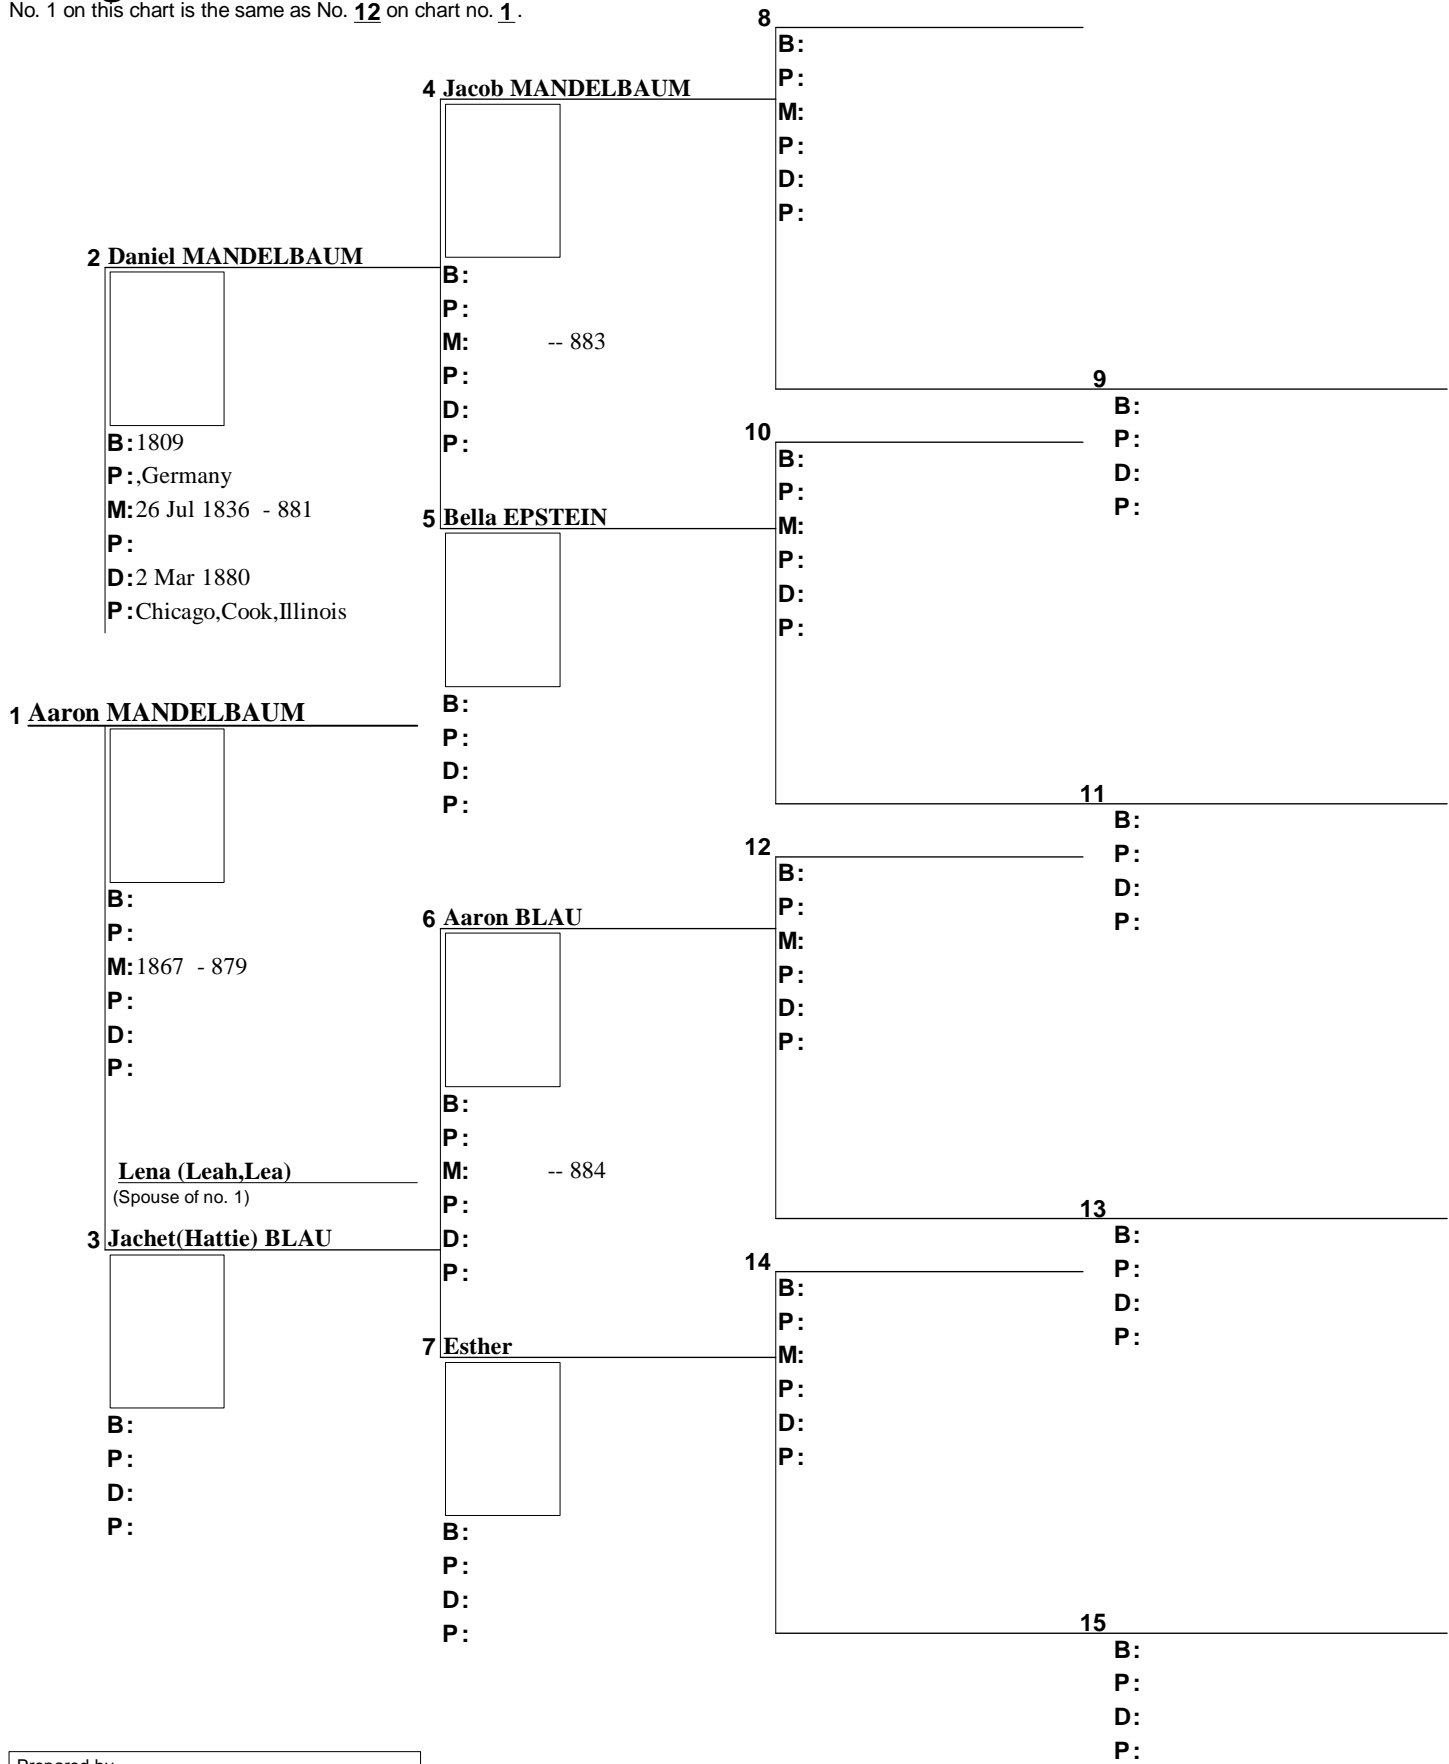 No. 1 on this chart is the same as No. 12 on chart no. 1.
8
B:
P:
M:
P:
D:
P:
4 Jacob MANDELBAUM
B:
P:
M: -- 883
P:
D:
P:
2 Daniel MANDELBAUM
B:1809
P:,Germany
M:26 Jul 1836 - 881
P:
D:2 Mar 1880
P:Chicago,Cook,Illinois
9
B:
P:
D:
P:
10
B:
P:
M:
P:
D:
P:
5 Bella EPSTEIN
B:
P:
D:
P:
1 Aaron MANDELBAUM
B:
P:
M:1867 - 879
P:
D:
P:
11
B:
P:
D:
P:
12
B:
P:
M:
P:
D:
P:
6 Aaron BLAU
B:
P:
M: -- 884
P:
D:
P:
Lena (Leah,Lea)
(Spouse of no. 1)
3 Jachet(Hattie) BLAU
B:
P:
D:
P:
13
B:
P:
D:
P:
14
B:
P:
M:
P:
D:
P:
7 Esther
B:
P:
D:
P:
15
B:
P:
D:
P: